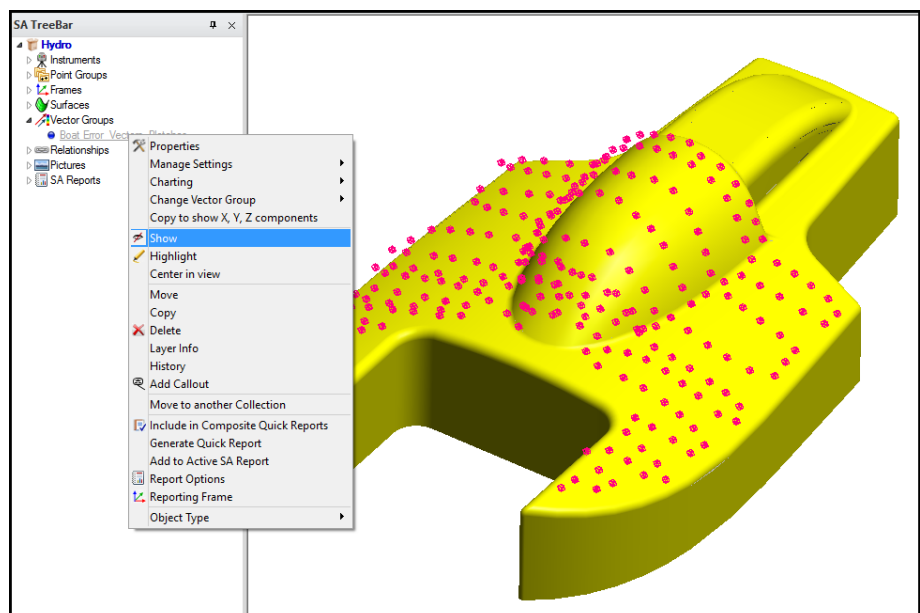 SA TreeBar
Hydro
Instruments
Point Groups
Frames
Surfaces
Vector Groups
Boat Error Vectors
Relationships
Pictures
SA Reports
Properties
Manage Settings
Charting
Change Vector Group
Copy to show X, Y, Z components
Show
Highlight
Center in view
Move
Copy
Delete
Layer Info
History
Add Callout
Move to another Collection
Include in Composite Quick Reports
Generate Quick Report
Add to Active SA Report
Report Options
Reporting Frame
Object Type